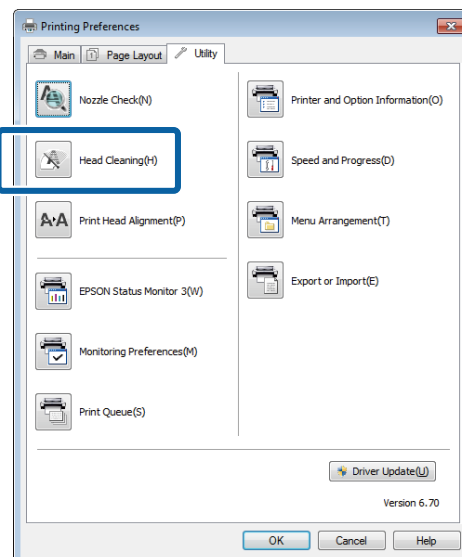 Printing Preferences
Main
Page Layout
Utility
Nozzle Check(N)
Printer and Option Information(O)
Head Cleaning(H)
Speed and Progress(D)
Print Head Alignment(P)
Menu Arrangement(T)
EPSON Status Monitor 3(W)
Export or Import(E)
Monitoring Preferences(M)
Print Queue(S)
Driver Update(U)
Version 6.70
OK
Cancel
Help